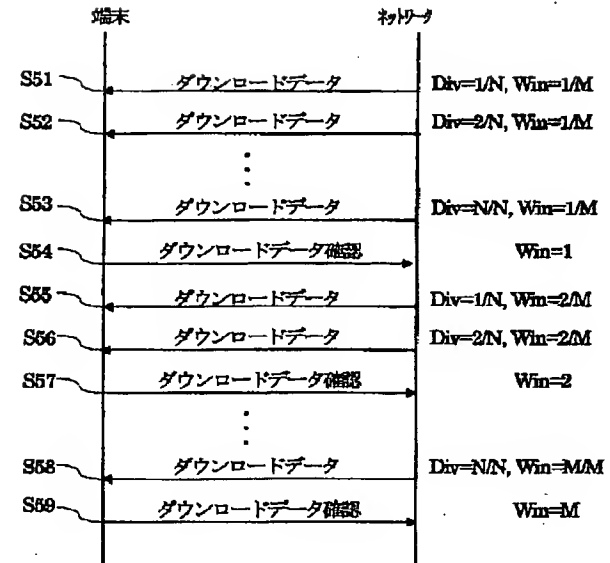 端末 ネットワーク
S51 ダウンロードデータ Div=1/N, Win=1/M
S52 ダウンロードデータ Div=2/N, Win=1/M
S53 ダウンロードデータ Div=N/N, Win=1/M
S54 ダウンロードデータ確認 Win=1
S55 ダウンロードデータ Div=1/N, Win=2/M
S56 ダウンロードデータ Div=2/N, Win=2/M
S57 ダウンロードデータ確認 Win=2
S58 ダウンロードデータ Div=N/N, Win=M/M
S59 ダウンロードデータ確認 Win=M